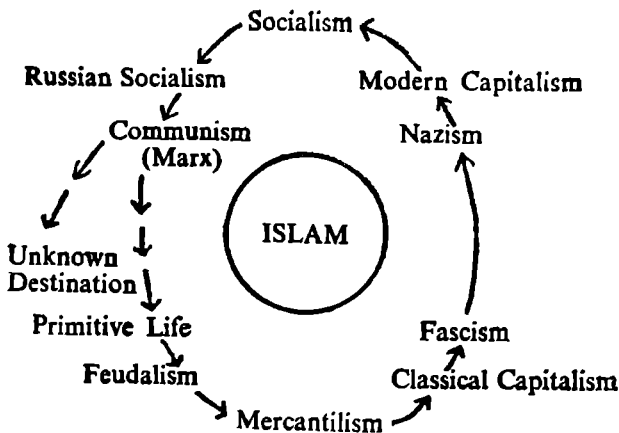 Socialism
Russian Socialism
Modern Capitalism
Communism
(Marx)
Nazism
ISLAM
Unknown
Destination
Primitive Life
Fascism
Feudalism
Classical Capitalism
Mercantilism